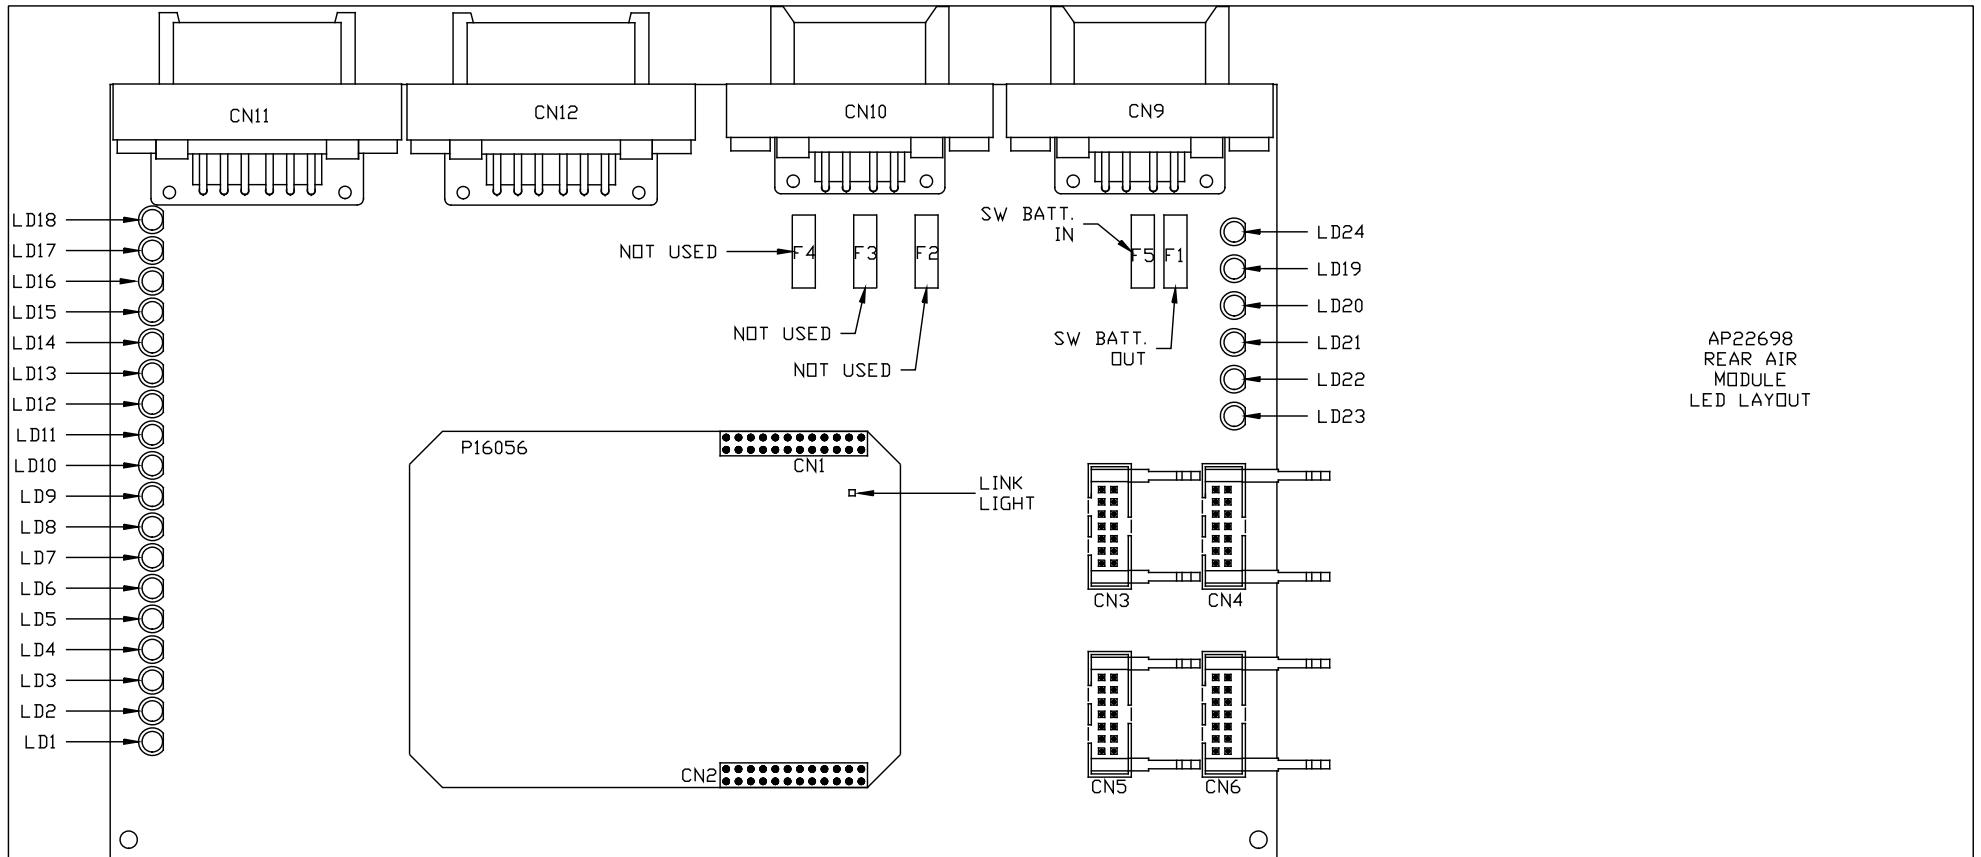 CN11
CN12
CN10
CN9
LD18
LD17
LD16
LD15
LD14
LD13
LD12
LD11
LD10
LD9
LD8
LD7
LD6
LD5
LD4
LD3
LD2
LD1
NOT USED
F4
F3
F2
NOT USED
NOT USED
SW BATT.
IN
F5
F1
SW BATT.
OUT
LD24
LD19
LD20
LD21
LD22
LD23
AP22698
REAR AIR
MODULE
LED LAYOUT
P16056
CN1
LINK
LIGHT
CN2
CN3
CN4
CN5
CN6